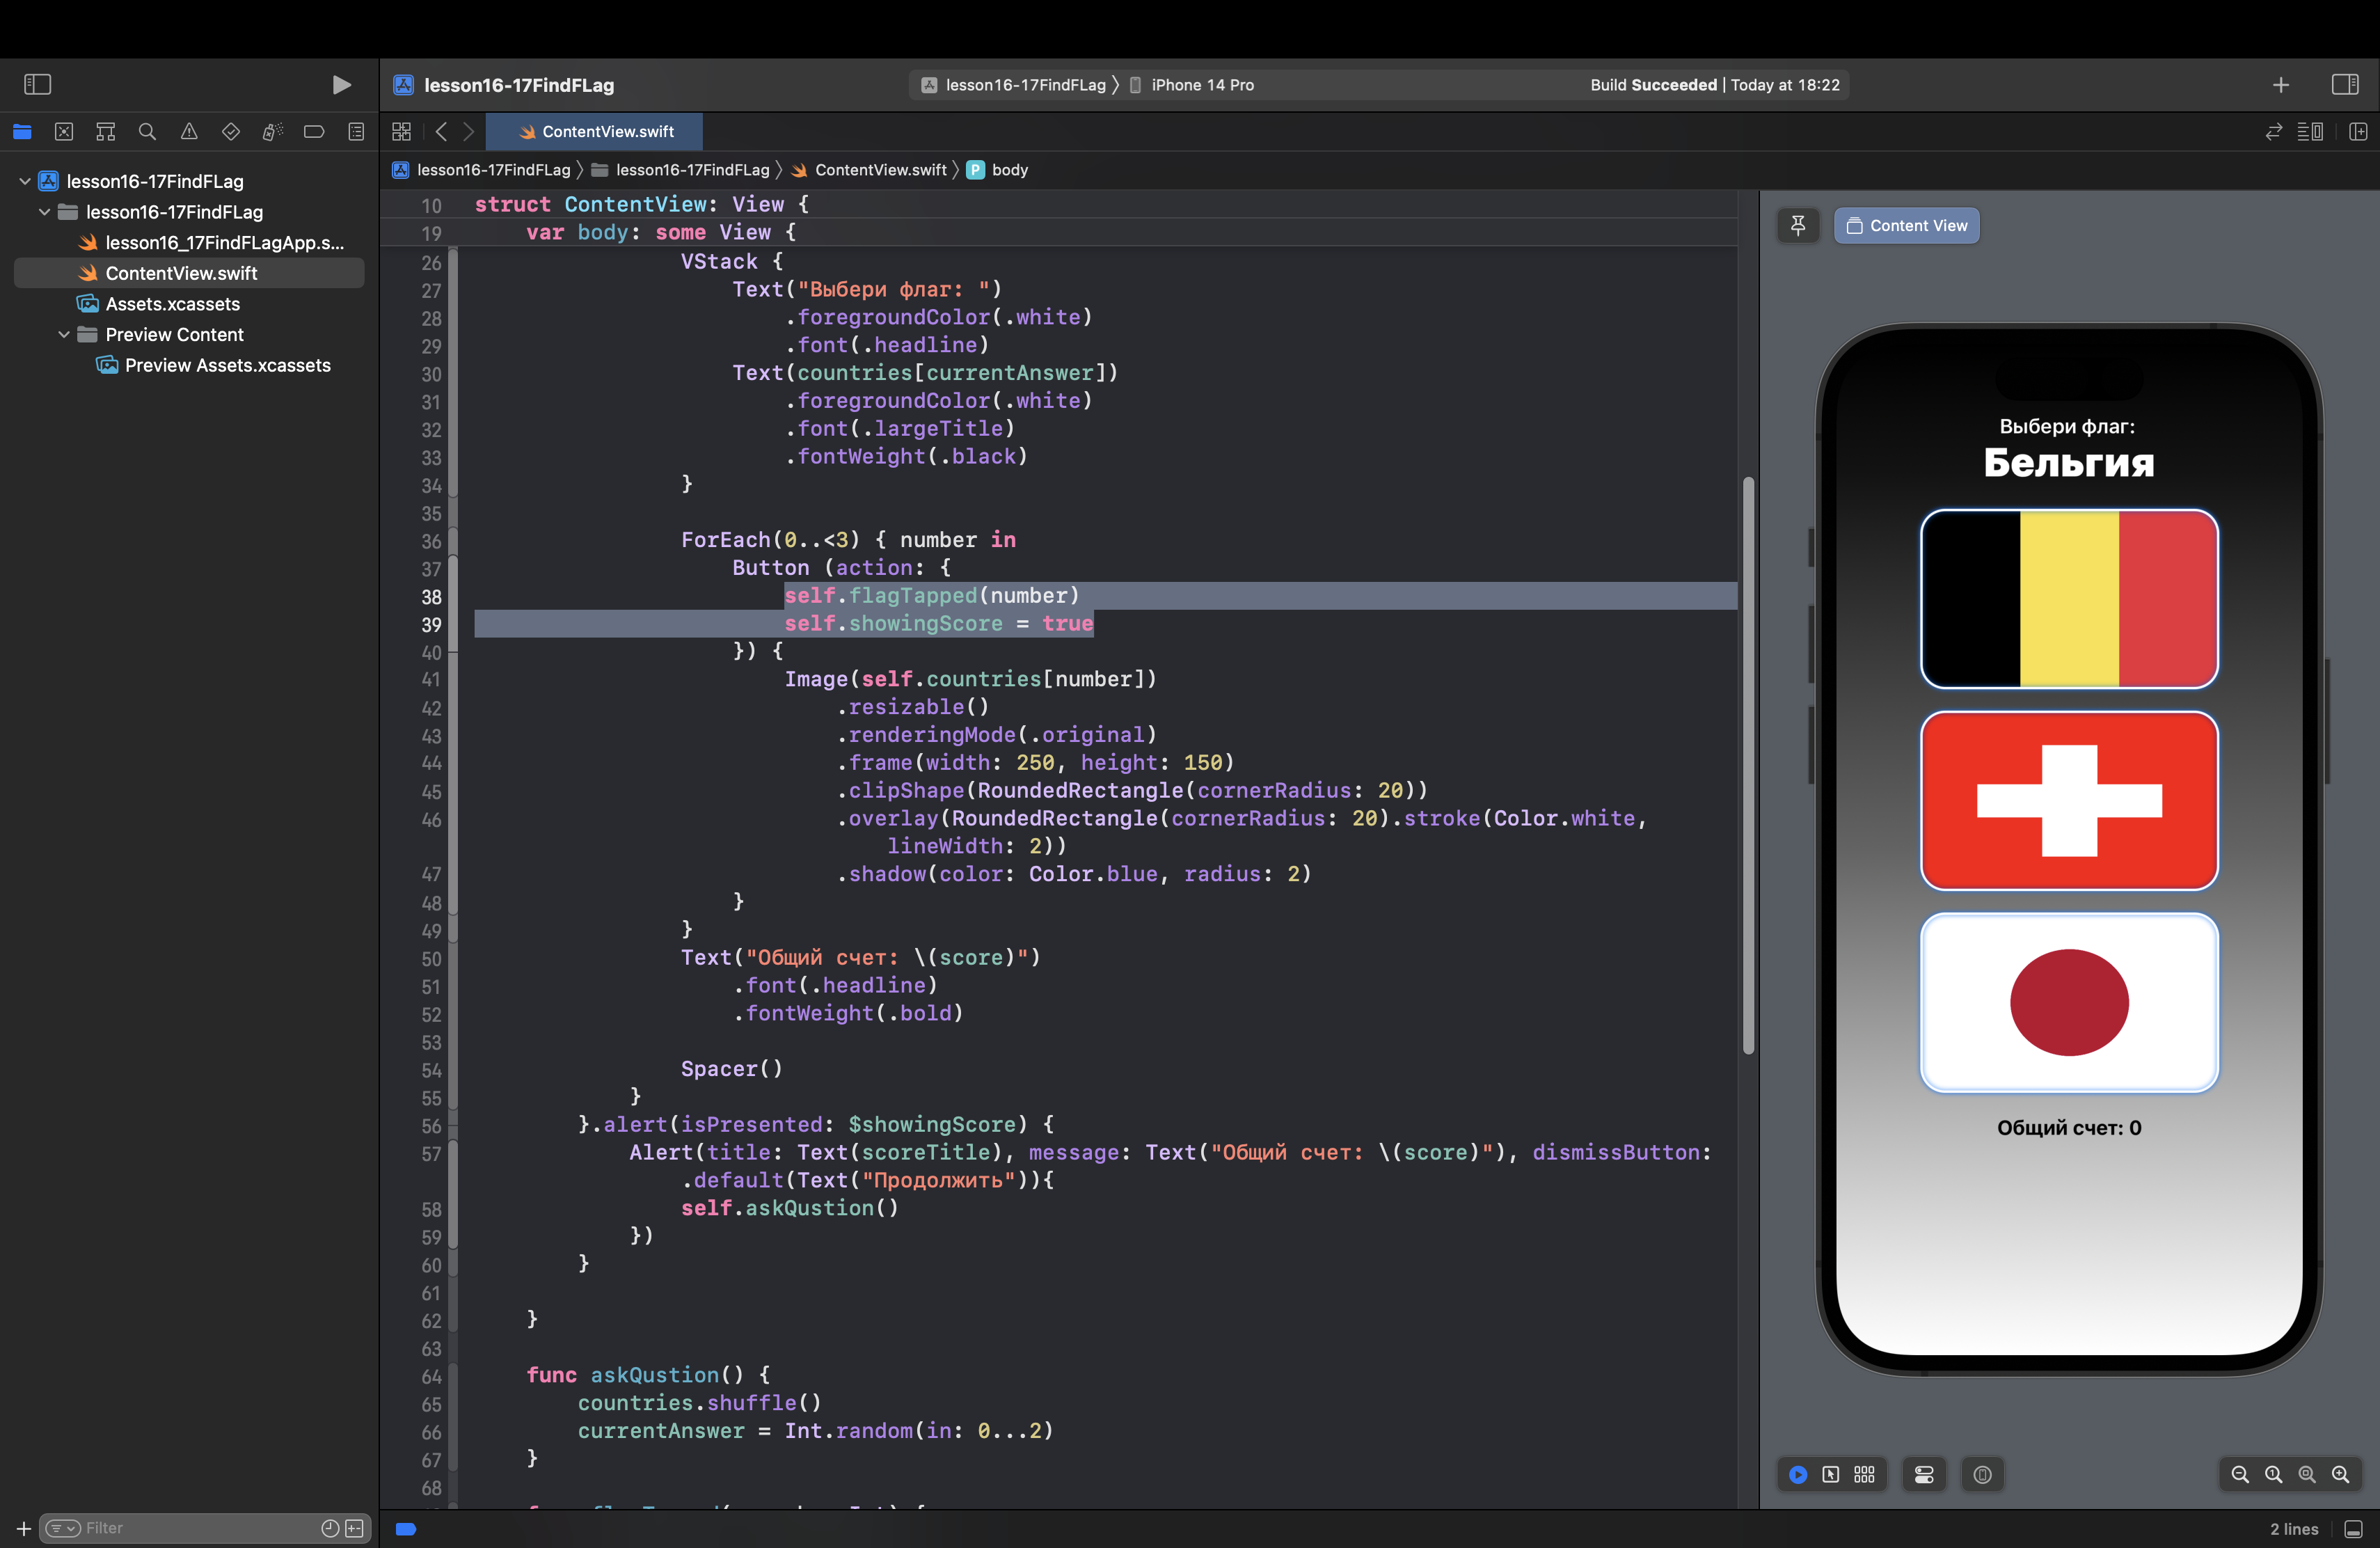 lesson16-17FindFLag
lesson16-17FindFLag
iPhone 14 Pro
Build Succeeded | Today at 18:22
ContentView.swift
lesson16-17FindFLag
lesson16-17FindFLag
ContentView.swift
P
body
lesson16-17FindFLag
lesson16-17FindFLag
lesson16_17FindFLagApp.s...
ContentView.swift
Assets.xcassets
Preview Content
Preview Assets.xcassets
10 struct ContentView: View {
19 var body: some View {
26 VStack {
27 Text("Выбери флаг: ")
28 .foregroundColor(.white)
29 .font(.headline)
30 Text(countries[currentAnswer])
31 .foregroundColor(.white)
32 .font(.largeTitle)
33 .fontWeight(.black)
34 }
35
36 ForEach(0..<3) { number in
37 Button (action: {
38 self.flagTapped(number)
39 self.showingScore = true
40 }) {
41 Image(self.countries[number])
42 .resizable()
43 .renderingMode(.original)
44 .frame(width: 250, height: 150)
45 .clipShape(RoundedRectangle(cornerRadius: 20))
46 .overlay(RoundedRectangle(cornerRadius: 20).stroke(Color.white,
lineWidth: 2))
47 .shadow(color: Color.blue, radius: 2)
48 }
49 }
50 Text("Общий счет: \(score)")
51 .font(.headline)
52 .fontWeight(.bold)
53
54 Spacer()
55 }
56 }.alert(isPresented: $showingScore) {
57 Alert(title: Text(scoreTitle), message: Text("Общий счет: \(score)"), dismissButton:
.default(Text("Продолжить")){
58 self.askQustion()
59 })
60 }
61
62 }
63
64 func askQustion() {
65 countries.shuffle()
66 currentAnswer = Int.random(in: 0...2)
67 }
68
Content View
Выбери флаг:
Бельгия
Общий счет: 0
Filter
2 lines